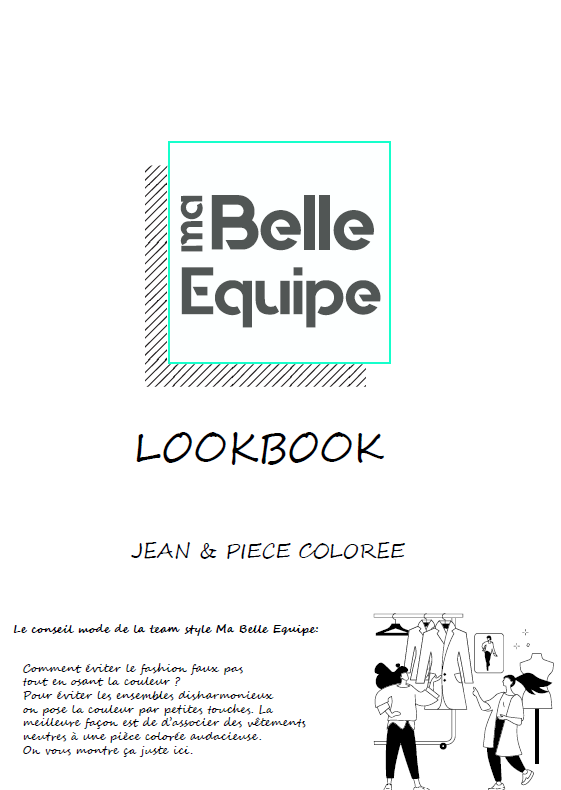 ma
Belle
Equipe
LOOKBOOK
JEAN & PIECE COLOREE
Le conseil mode de la team style Ma Belle Equipe:
Comment éviter le fashion faux pas
tout en osant la couleur ?
Pour éviter les ensembles disharmonieux
on pose la couleur par petites touches. La
meilleure façon est de d'associer des vêtements
neutres à une pièce colorée audacieuse.
On vous montre ça juste ici.